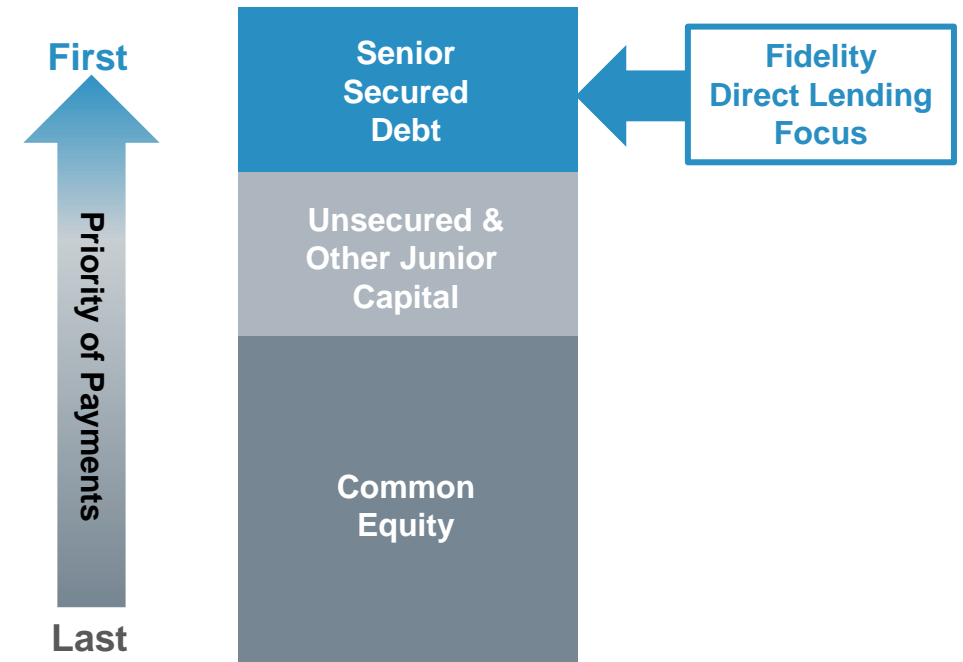 First
Senior
Secured
Debt
Fidelity
Direct Lending
Focus
Priority of Payments
Unsecured &
Other Junior
Capital
Common
Equity
Last